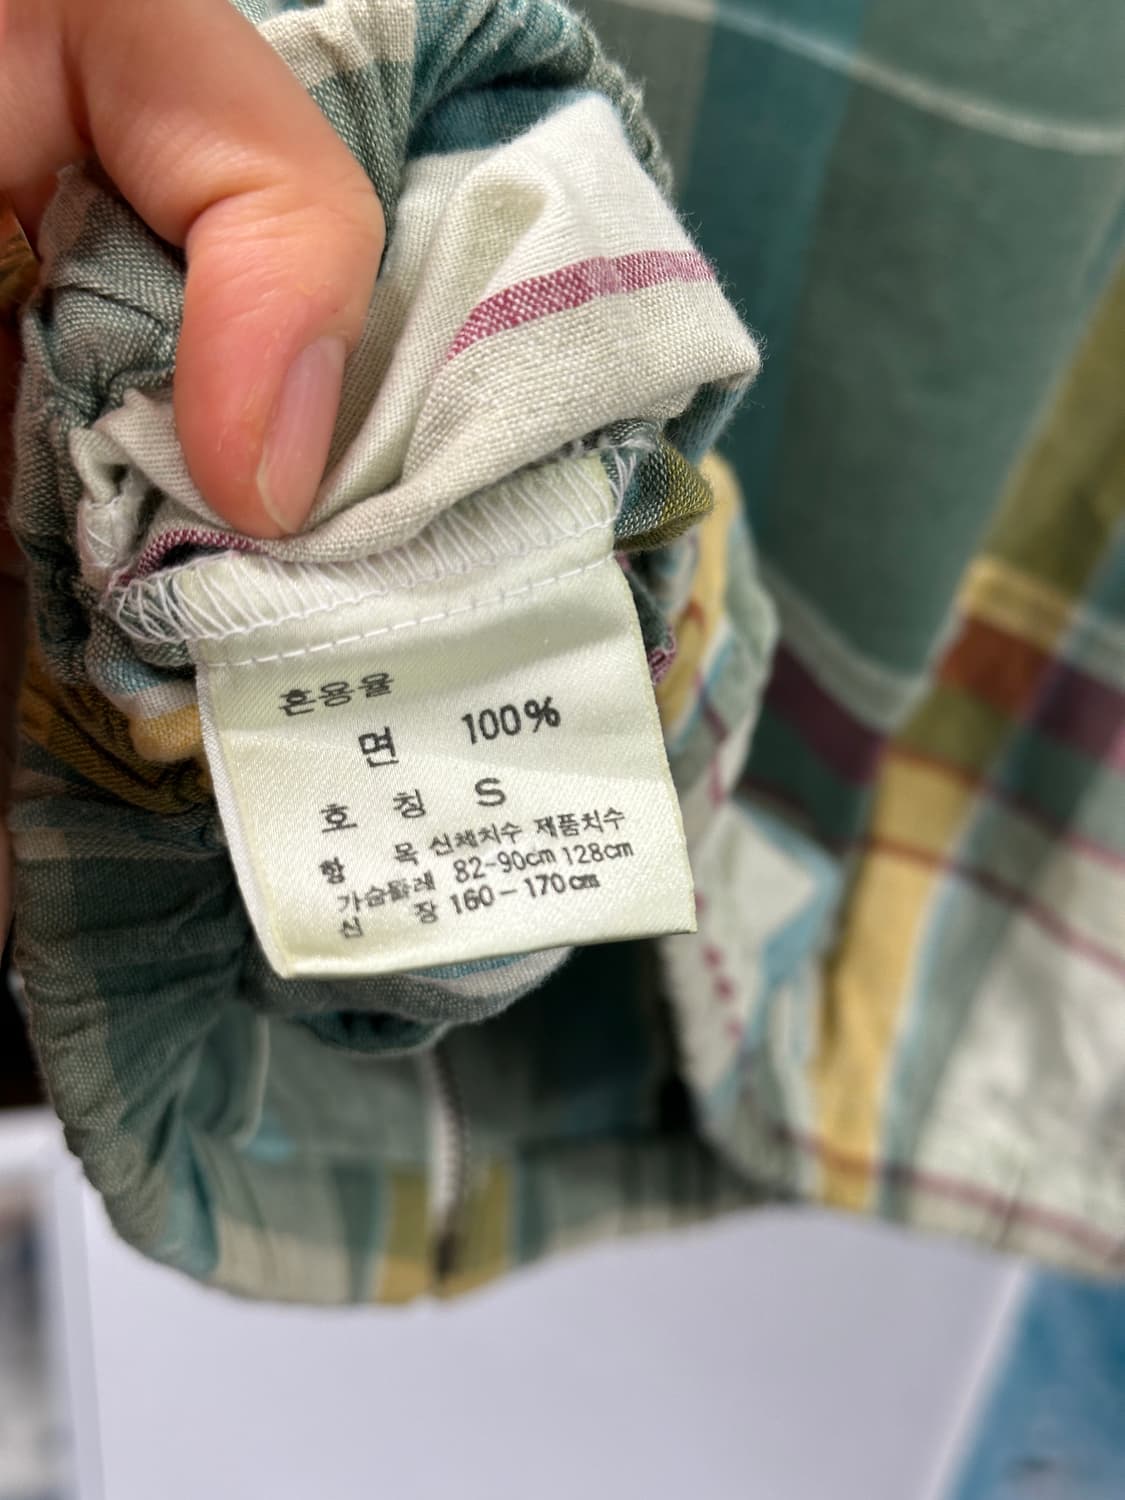 혼용율
면 100%
호 칭 S
항 목 신체치수 제품치수
가슴둘레 82-90cm 128cm
신 장 160-170cm